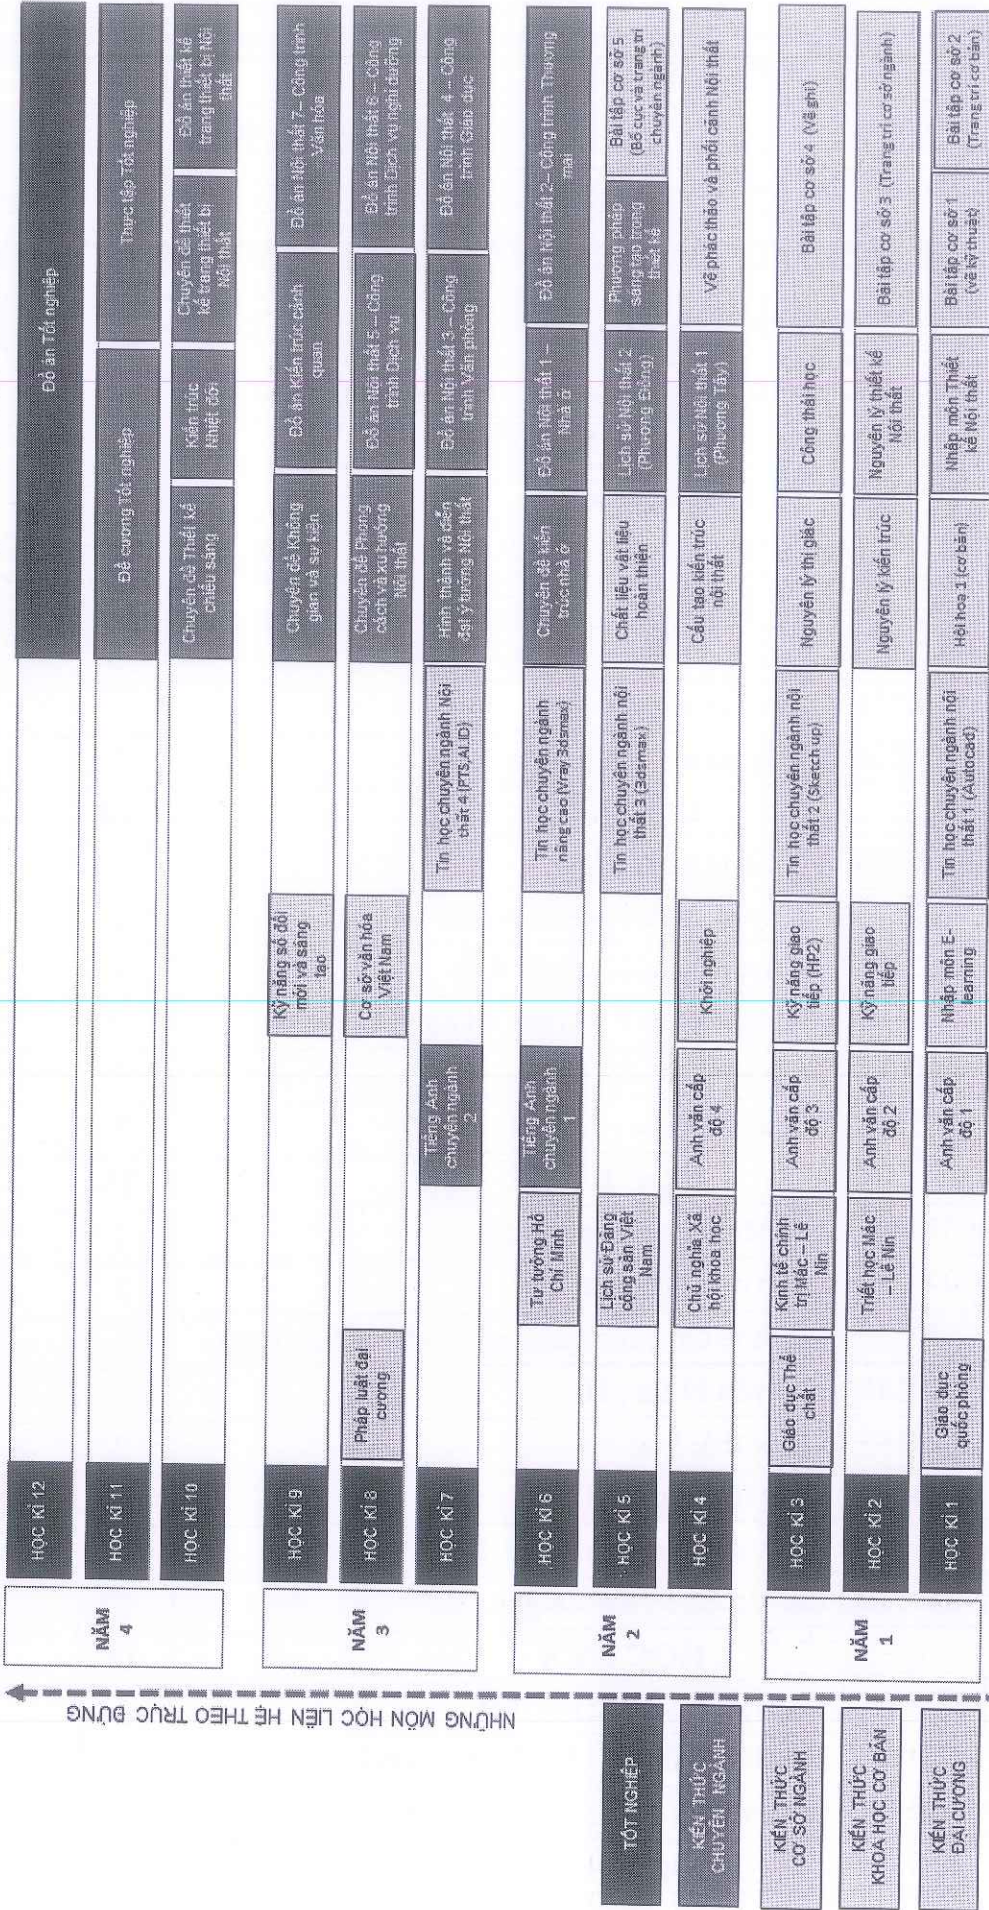 NHỮNG MÔN HỌC LIÊN HỆ THEO TRỤC ĐỨNG
NĂM
4
HỌC KÌ 12
Đồ án Tốt nghiệp
HỌC KÌ 11
Đề cương Tốt nghiệp
Thực tập Tốt nghiệp
HỌC KÌ 10
Chuyên đề Thiết kế
chiếu sáng
Kiến trúc
Nhiệt đới
Chuyên đề thiết
kế trang thiết bị
Nội thất
Đồ án thiết kế
trang thiết bị Nội
thất
NĂM
3
HỌC KÌ 9
Kỹ năng số đổi
mới và sáng
tạo
Chuyên đề Không
gian và sự kiện
Đồ án Kiến trúc cảnh
quan
Đồ án Nội thất 7 – Công trình
Văn hóa
HỌC KÌ 8
Pháp luật đại
cương
Cơ sở văn hóa
Việt Nam
Chuyên đề Phong
cách và xu hướng
Nội thất
Đồ án Nội thất 5 – Công
trình Dịch vụ
Đồ án Nội thất 6 – Công
trình Dịch vụ nghỉ dưỡng
HỌC KÌ 7
Tiếng Anh
chuyên ngành
2
Tin học chuyên ngành Nội
thất 4 (PTS,AI,ID)
Hình thành và diễn
đạt ý tưởng Nội thất
Đồ án Nội thất 3 – Công
trình Văn phòng
Đồ án Nội thất 4 – Công
trình Giáo dục
NĂM
2
HỌC KÌ 6
Tư tưởng Hồ
Chí Minh
Tiếng Anh
chuyên ngành
1
Tin học chuyên ngành
nâng cao (Vray 3dsmax)
Chuyên đề kiến
trúc nhà ở
Đồ án Nội thất 1 –
Nhà ở
Đồ án Nội thất 2 – Công trình Thương
mại
HỌC KÌ 5
Lịch sử Đảng
cộng sản Việt
Nam
Tin học chuyên ngành nội
thất 3 (3dsmax)
Chất liệu vật liệu
hoàn thiện
Lịch sử Nội thất 2
(Phương Đông)
Phương pháp
sáng tạo trong
thiết kế
Bài tập cơ sở 5
(Bố cục và trang trí
chuyên ngành)
HỌC KÌ 4
Chủ nghĩa Xã
hội khoa học
Anh văn cấp
độ 4
Khởi nghiệp
Cấu tạo kiến trúc
nội thất
Lịch sử Nội thất 1
(Phương Tây)
Vẽ phác thảo và phối cảnh Nội thất
NĂM
1
HỌC KÌ 3
Giáo dục Thể
chất
Kinh tế chính
trị Mác – Lê
Nin
Anh văn cấp
độ 3
Kỹ năng giao
tiếp (HP2)
Tin học chuyên ngành nội
thất 2 (Sketch up)
Nguyên lý thị giác
Công thái học
Bài tập cơ sở 4 (Vẽ ghi)
HỌC KÌ 2
Triết học Mác
– Lê Nin
Anh văn cấp
độ 2
Kỹ năng giao
tiếp
Nguyên lý kiến trúc
Nguyên lý thiết kế
Nội thất
Bài tập cơ sở 3 (Trang trí cơ sở ngành)
HỌC KÌ 1
Giáo dục
quốc phòng
Anh văn cấp
độ 1
Nhập môn E-
learning
Tin học chuyên ngành nội
thất 1 (Autocad)
Hội hoạ 1 (cơ bản)
Nhập môn Thiết
kế Nội thất
Bài tập cơ sở 1
(vẽ kỹ thuật)
Bài tập cơ sở 2
(Trang trí cơ bản)
TỐT NGHIỆP
KIẾN THỨC
CHUYÊN NGÀNH
KIẾN THỨC
CƠ SỞ NGÀNH
KIẾN THỨC
KHOA HỌC CƠ BẢN
KIẾN THỨC
ĐẠI CƯƠNG